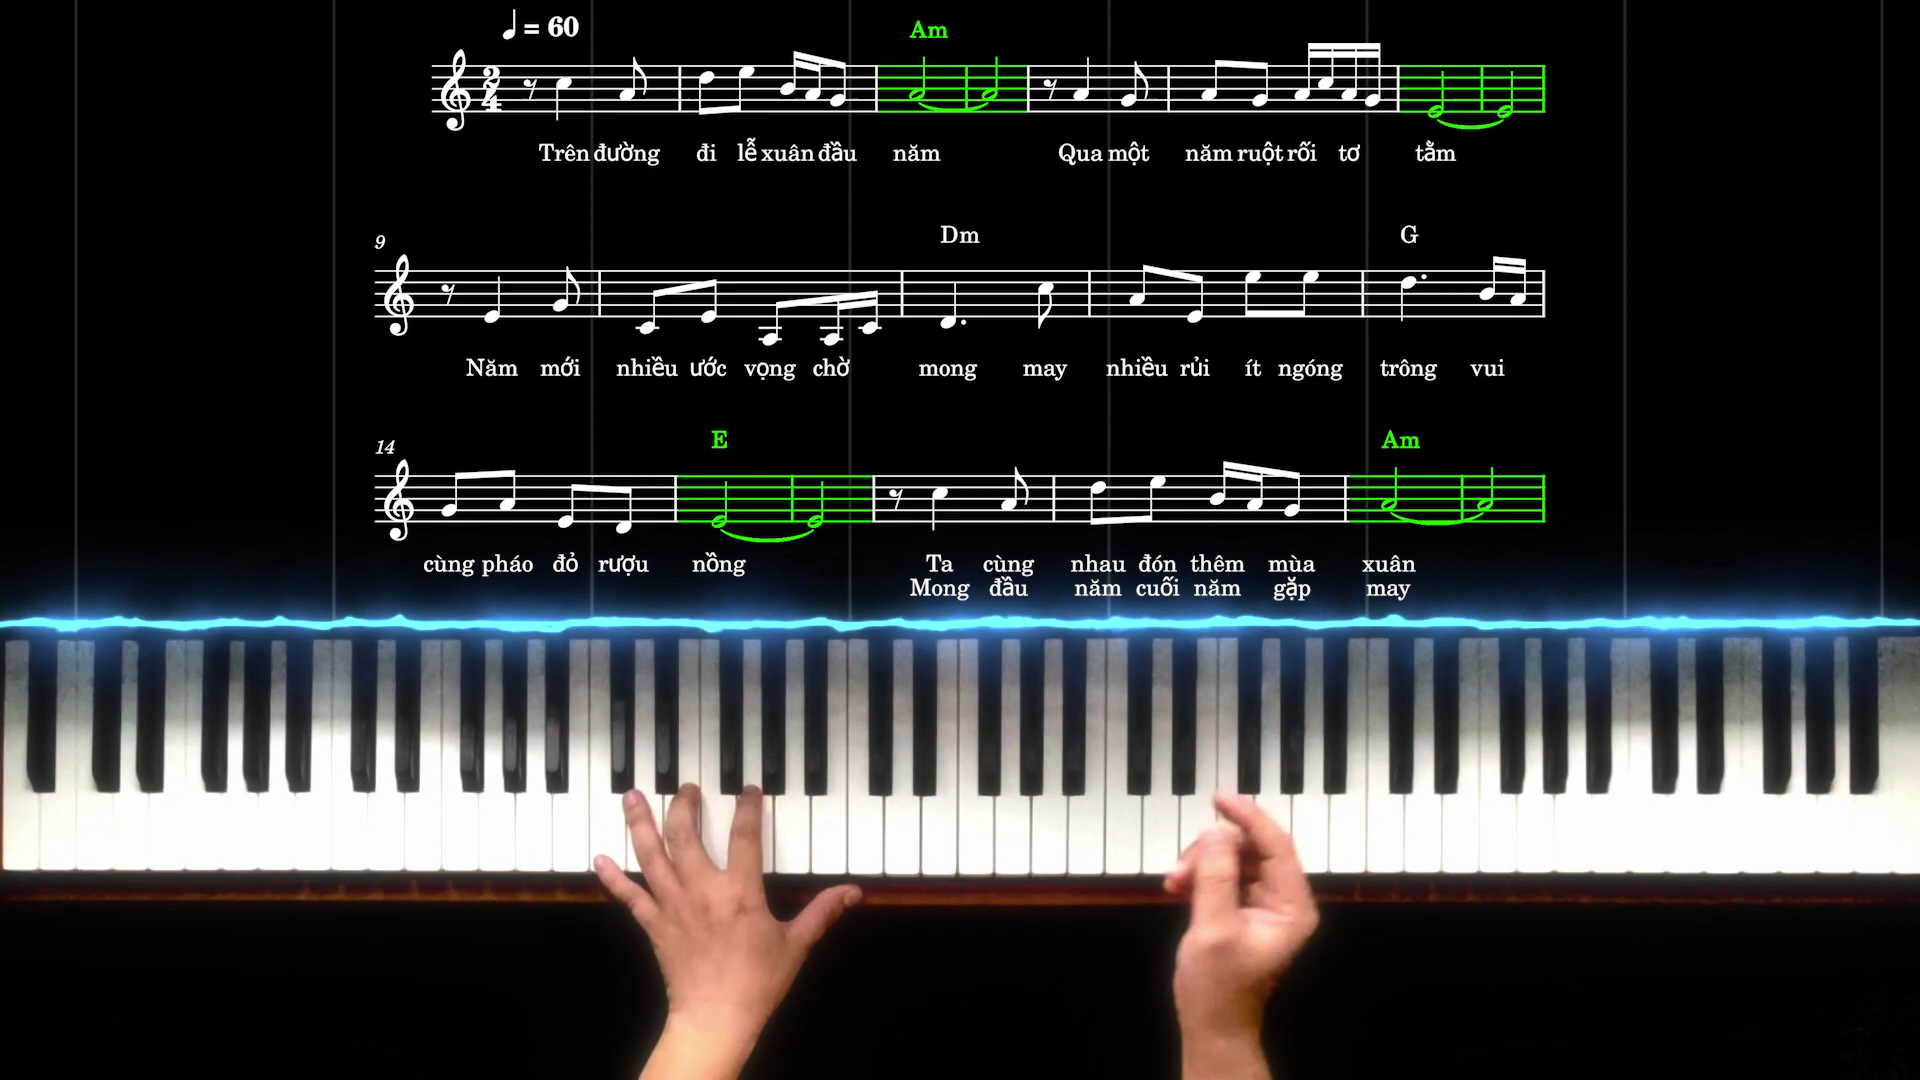 ♩ = 60
Am
2
4
Trên đường đi lễ xuân đầu năm Qua một năm ruột rối tơ tằm
9
Dm G
Năm mới nhiều ước vọng chờ mong may nhiều rủi ít ngóng trông vui
14
E Am
cùng pháo đỏ rượu nồng Ta cùng nhau đón thêm mùa xuân
Mong đầu năm cuối năm gặp may